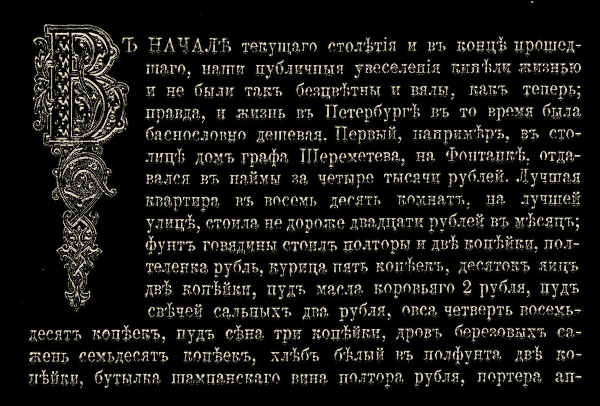 ВЪ НАЧАЛѢ текущаго столѣтія и въ концѣ прошед-
шаго, наши публичныя увеселенія кипѣли жизнью
и не были такъ безцвѣтны и вялы, какъ теперь;
правда, и жизнь въ Петербургѣ въ то время была
баснословно дешевая. Первый, напримѣръ, въ сто-
лицѣ домъ графа Шереметева, на Фонтанкѣ, отда-
вался въ наймы за четыре тысячи рублей. Лучшая
квартира въ восемь десять комнатъ, на лучшей
улицѣ, стоила не дороже двадцати рублей въ мѣсяцъ;
фунтъ говядины стоилъ полторы и двѣ копѣйки, пол-
теленка рубль, курица пять копѣекъ, десятокъ яицъ
двѣ копѣйки, пудъ масла коровьяго 2 рубля, пудъ
свѣчей сальныхъ два рубля, овса четверть восемь-
десятъ копѣекъ, пудъ сѣна три копѣйки, дровъ березовыхъ са-
жень семьдесятъ копѣекъ, хлѣбъ бѣлый въ полфунта двѣ ко-
пѣйки, бутылка шампанскаго вина полтора рубля, портера ан-